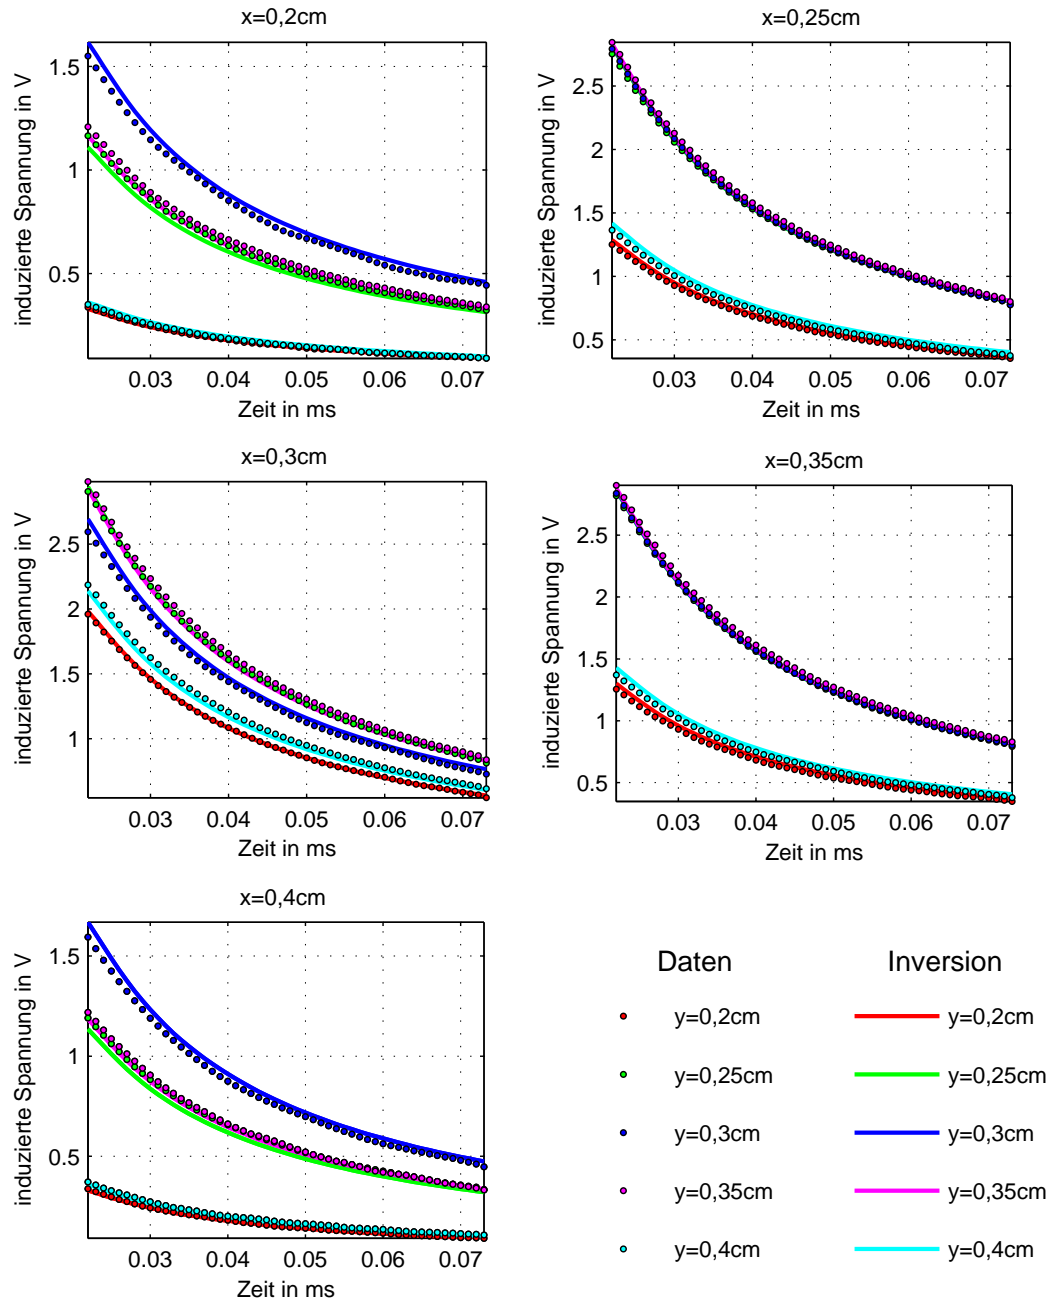 x=0,2cm
induzierte Spannung in V
1.5
1
0.5
0.03 0.04 0.05 0.06 0.07
Zeit in ms
x=0,25cm
induzierte Spannung in V
2.5
2
1.5
1
0.5
0.03 0.04 0.05 0.06 0.07
Zeit in ms
x=0,3cm
induzierte Spannung in V
2.5
2
1.5
1
0.03 0.04 0.05 0.06 0.07
Zeit in ms
x=0,35cm
induzierte Spannung in V
2.5
2
1.5
1
0.5
0.03 0.04 0.05 0.06 0.07
Zeit in ms
x=0,4cm
induzierte Spannung in V
1.5
1
0.5
0.03 0.04 0.05 0.06 0.07
Zeit in ms
Daten Inversion
y=0,2cm y=0,2cm
y=0,25cm y=0,25cm
y=0,3cm y=0,3cm
y=0,35cm y=0,35cm
y=0,4cm y=0,4cm